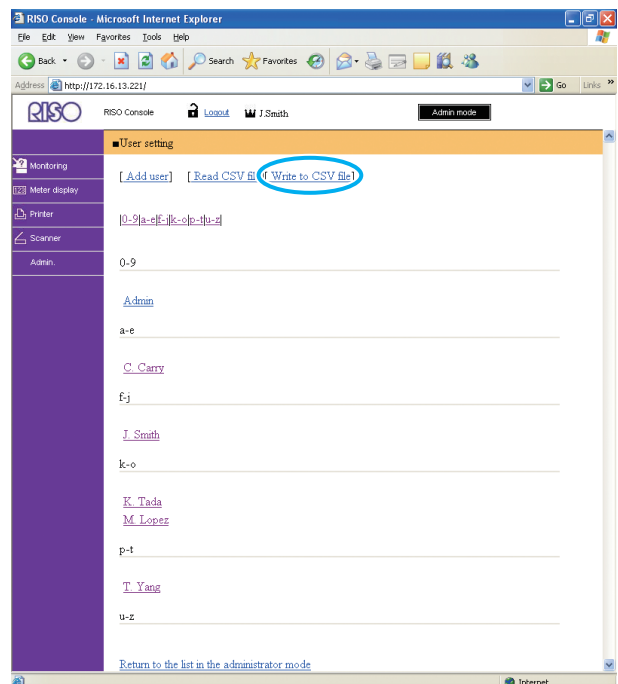 RISO Console - Microsoft Internet Explorer
File Edit View Favorites Tools Help
Back Search Favorites
Address http://172.16.13.221/ Go Links »
RISO RISO Console Logout J.Smith Admin mode
■User setting
Monitoring
[ Add user] [ Read CSV fil [ Write to CSV file]
Meter display
Printer
|0-9|a-e|f-j|k-o|p-t|u-z|
Scanner
Admin.
0-9
Admin
a-e
C. Carry
f-j
J. Smith
k-o
K. Tada
M. Lopez
p-t
T. Yang
u-z
Return to the list in the administrator mode
Internet